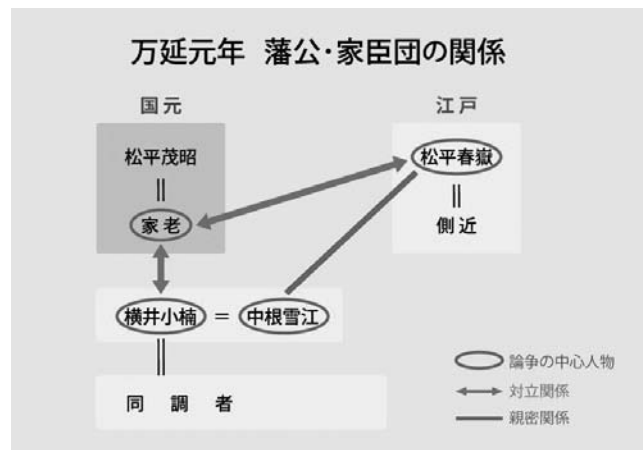 万延元年 藩公・家臣団の関係
国元
江戸
松平茂昭
松平春嶽
家老
側近
横井小楠 = 中根雪江
同調者
論争の中心人物
対立関係
親密関係